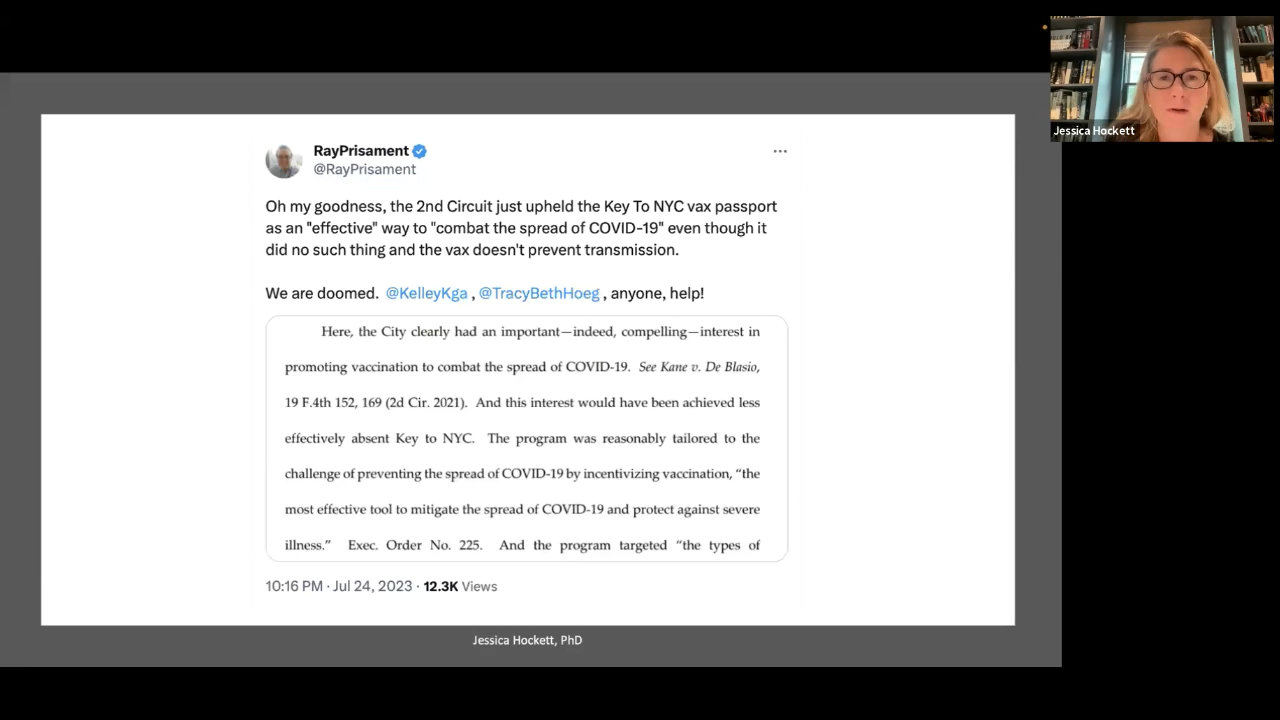 Jessica Hockett
RayPrisament
@RayPrisament
Oh my goodness, the 2nd Circuit just upheld the Key To NYC vax passport
as an "effective" way to "combat the spread of COVID-19" even though it
did no such thing and the vax doesn't prevent transmission.
We are doomed. @KelleyKga , @TracyBethHoeg , anyone, help!
Here, the City clearly had an important—indeed, compelling—interest in
promoting vaccination to combat the spread of COVID-19. See Kane v. De Blasio,
19 F.4th 152, 169 (2d Cir. 2021). And this interest would have been achieved less
effectively absent Key to NYC. The program was reasonably tailored to the
challenge of preventing the spread of COVID-19 by incentivizing vaccination, “the
most effective tool to mitigate the spread of COVID-19 and protect against severe
illness.” Exec. Order No. 225. And the program targeted “the types of
10:16 PM · Jul 24, 2023 · 12.3K Views
Jessica Hockett, PhD